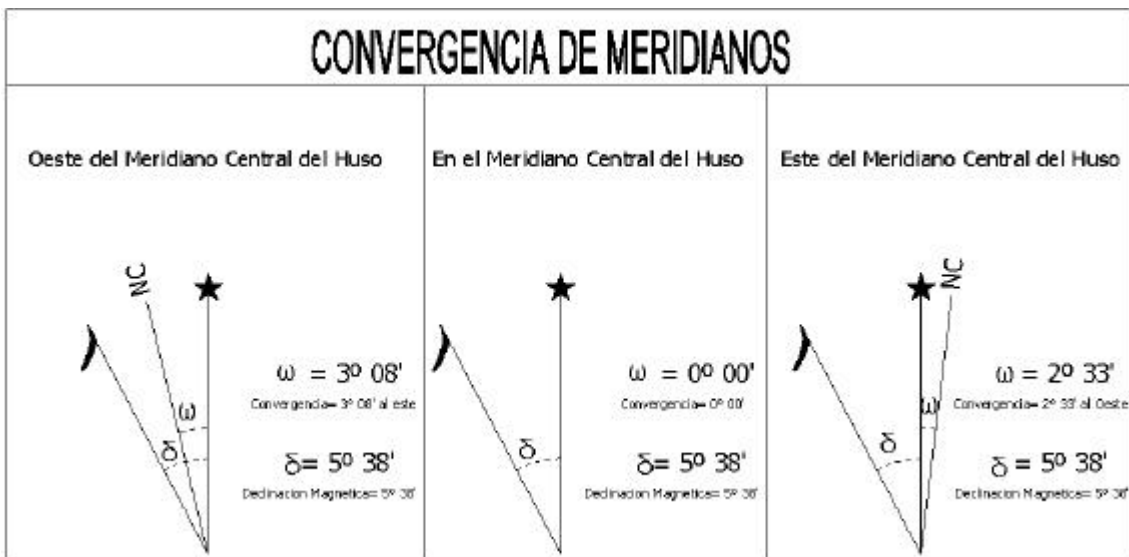 CONVERGENCIA DE MERIDIANOS
Oeste del Meridiano Central del Huso
NC
ω = 3º 08'
Convergencia= 3º 08' al este
ω
δ
δ= 5º 38'
Declinacion Magnetica= 5º 38'
En el Meridiano Central del Huso
ω = 0º 00'
Convergencia= 0º 00'
δ
δ= 5º 38'
Declinacion Magnetica= 5º 38'
Este del Meridiano Central del Huso
NC
ω = 2º 33'
Convergencia= 2º 33' al Oeste
ω
δ
δ = 5º 38'
Declinacion Magnetica= 5º 38'